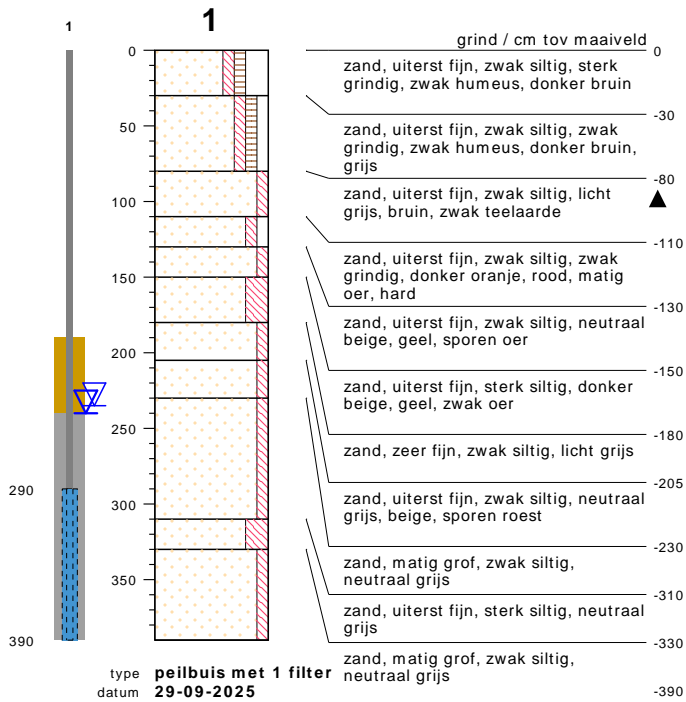 1
1
grind / cm tov maaiveld
0
0
zand, uiterst fijn, zwak siltig, sterk
grindig, zwak humeus, donker bruin
-30
50
zand, uiterst fijn, zwak siltig, zwak
grindig, zwak humeus, donker bruin,
grijs
-80
100
zand, uiterst fijn, zwak siltig, licht
grijs, bruin, zwak teelaarde
-110
zand, uiterst fijn, zwak siltig, zwak
grindig, donker oranje, rood, matig
oer, hard
-130
150
zand, uiterst fijn, zwak siltig, neutraal
beige, geel, sporen oer
-150
200
zand, uiterst fijn, sterk siltig, donker
beige, geel, zwak oer
-180
250
zand, zeer fijn, zwak siltig, licht grijs
-205
290
zand, uiterst fijn, zwak siltig, neutraal
grijs, beige, sporen roest
300
-230
zand, matig grof, zwak siltig,
neutraal grijs
350
-310
zand, uiterst fijn, sterk siltig, neutraal
grijs
-330
390
zand, matig grof, zwak siltig,
neutraal grijs
-390
type peilbuis met 1 filter
datum 29-09-2025